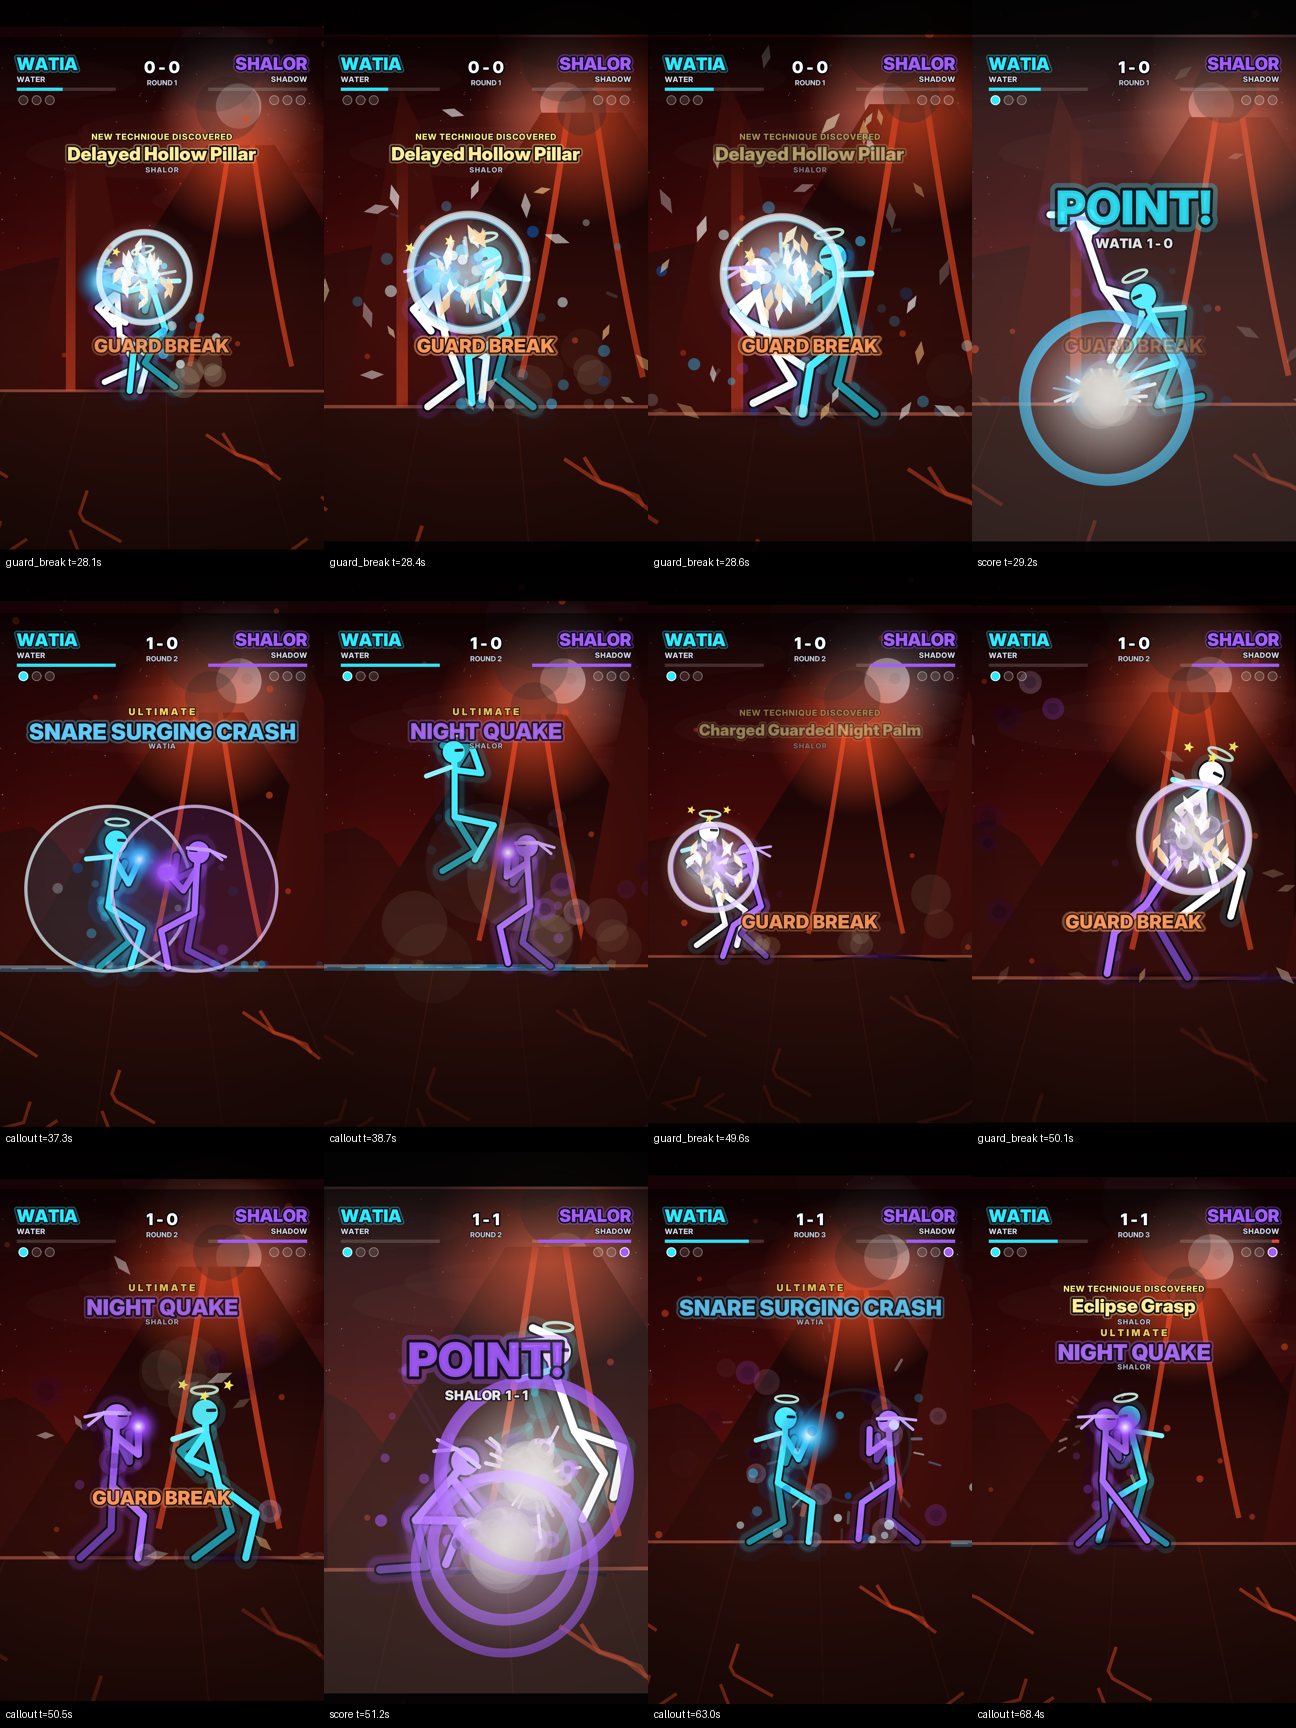 WATIA
0-0
SHALOR
WATER
ROUND 1
SHADOW
NEW TECHNIQUE DISCOVERED
Delayed Hollow Pillar
SHALOR
GUARD BREAK
guard_break t=28.1s
WATIA
0-0
SHALOR
WATER
ROUND 1
SHADOW
NEW TECHNIQUE DISCOVERED
Delayed Hollow Pillar
SHALOR
GUARD BREAK
guard_break t=28.4s
WATIA
0-0
SHALOR
WATER
ROUND 1
SHADOW
NEW TECHNIQUE DISCOVERED
Delayed Hollow Pillar
SHALOR
GUARD BREAK
guard_break t=28.6s
WATIA
1-0
SHALOR
WATER
ROUND 1
SHADOW
POINT!
WATIA 1-0
GUARD BREAK
score t=29.2s
WATIA
1-0
SHALOR
WATER
ROUND 2
SHADOW
ULTIMATE
SNARE SURGING CRASH
WATIA
callout t=37.3s
WATIA
1-0
SHALOR
WATER
ROUND 2
SHADOW
ULTIMATE
NIGHT QUAKE
SHALOR
callout t=38.7s
WATIA
1-0
SHALOR
WATER
ROUND 2
SHADOW
NEW TECHNIQUE DISCOVERED
Charged Guarded Night Palm
SHALOR
GUARD BREAK
guard_break t=49.6s
WATIA
1-0
SHALOR
WATER
ROUND 2
SHADOW
GUARD BREAK
guard_break t=50.1s
WATIA
1-0
SHALOR
WATER
ROUND 2
SHADOW
ULTIMATE
NIGHT QUAKE
SHALOR
GUARD BREAK
callout t=50.5s
WATIA
1-1
SHALOR
WATER
ROUND 2
SHADOW
POINT!
SHALOR 1-1
score t=51.2s
WATIA
1-1
SHALOR
WATER
ROUND 3
SHADOW
ULTIMATE
SNARE SURGING CRASH
WATIA
callout t=63.0s
WATIA
1-1
SHALOR
WATER
ROUND 3
SHADOW
NEW TECHNIQUE DISCOVERED
Eclipse Grasp
SHALOR
ULTIMATE
NIGHT QUAKE
SHALOR
callout t=68.4s